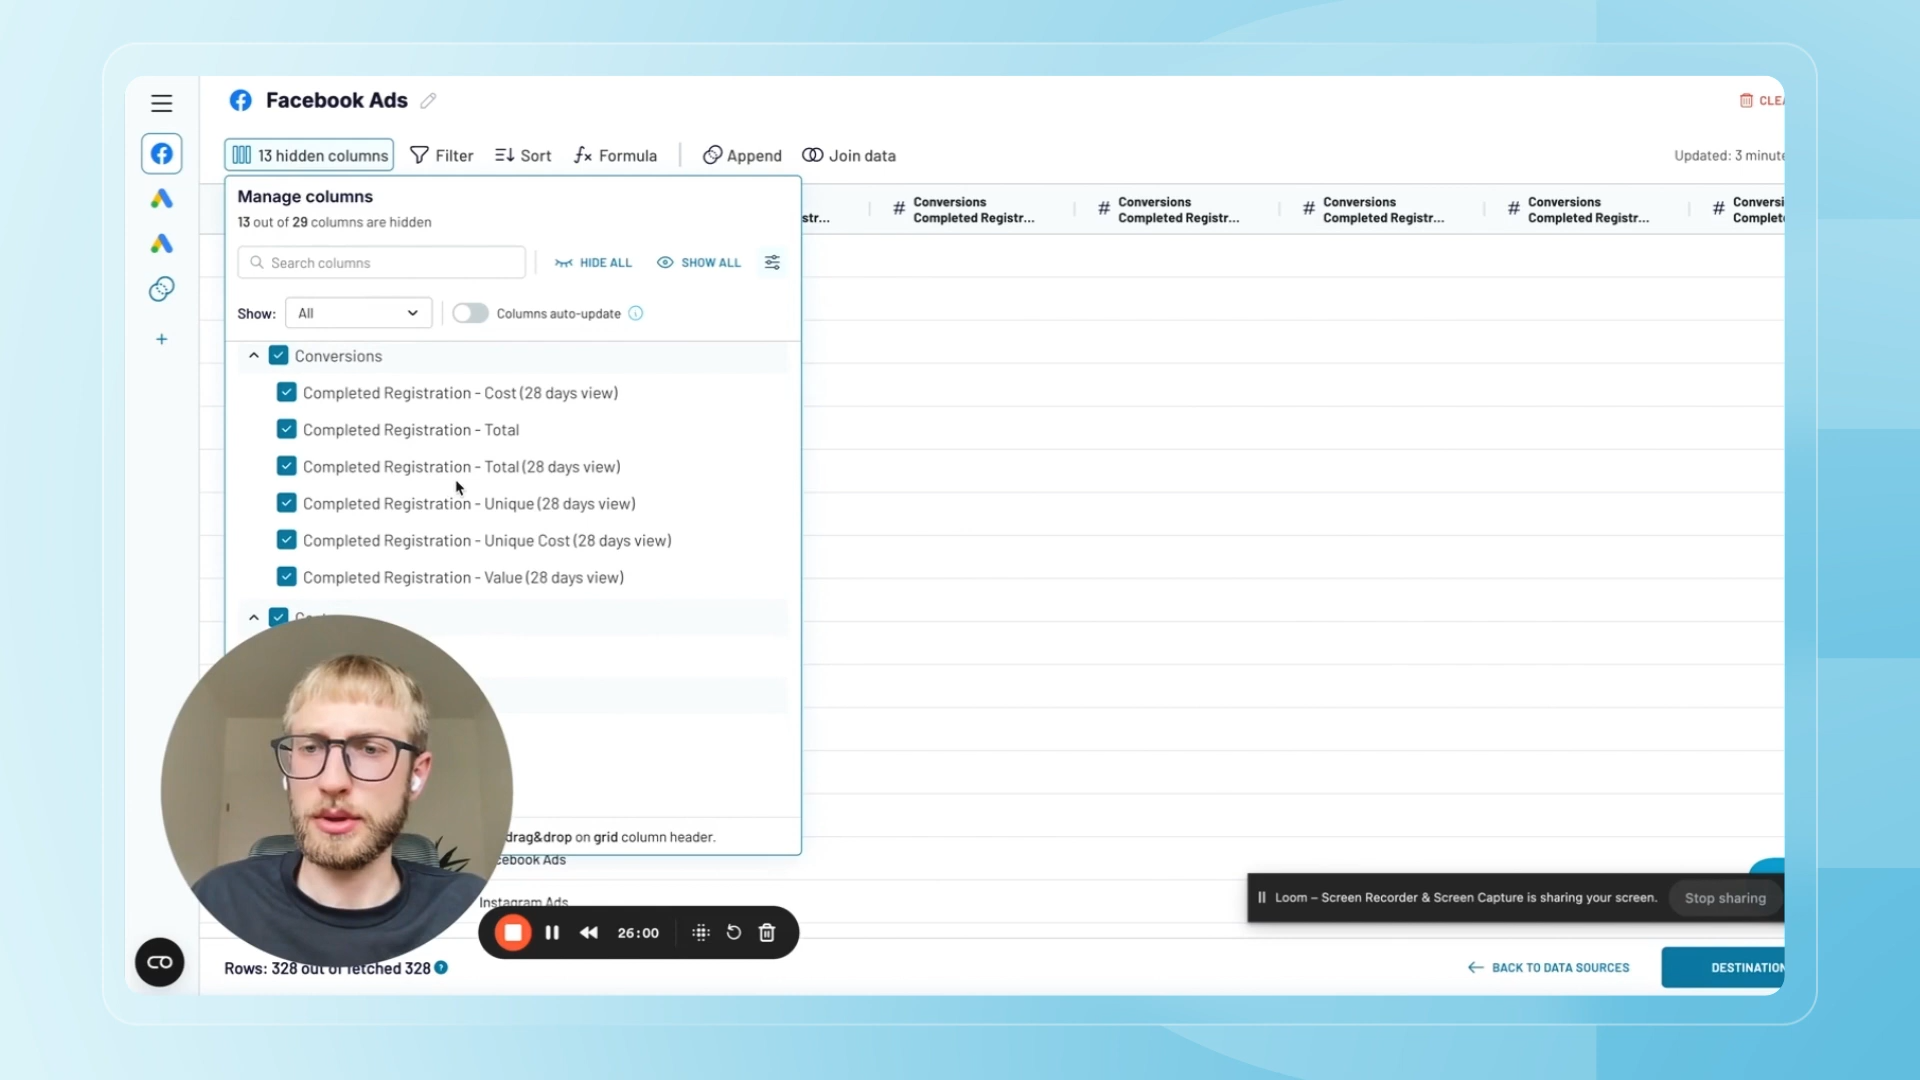 Facebook Ads
13 hidden columns
Filter
Sort
Formula
Append
Join data
Manage columns
13 out of 29 columns are hidden
Search columns
HIDE ALL
SHOW ALL
Show:
All
Columns auto-update
Conversions
Completed Registration - Cost (28 days view)
Completed Registration - Total
Completed Registration - Total (28 days view)
Completed Registration - Unique (28 days view)
Completed Registration - Unique Cost (28 days view)
Completed Registration - Value (28 days view)
drag&drop on grid column header.
# Conversions
Completed Registr...
# Conversions
Completed Registr...
# Conversions
Completed Registr...
# Conversions
Completed Registr...
#
Instagram Ads
26:00
Loom – Screen Recorder & Screen Capture is sharing your screen.
Stop sharing
Rows: 328 out of fetched 328
BACK TO DATA SOURCES
Updated: 3